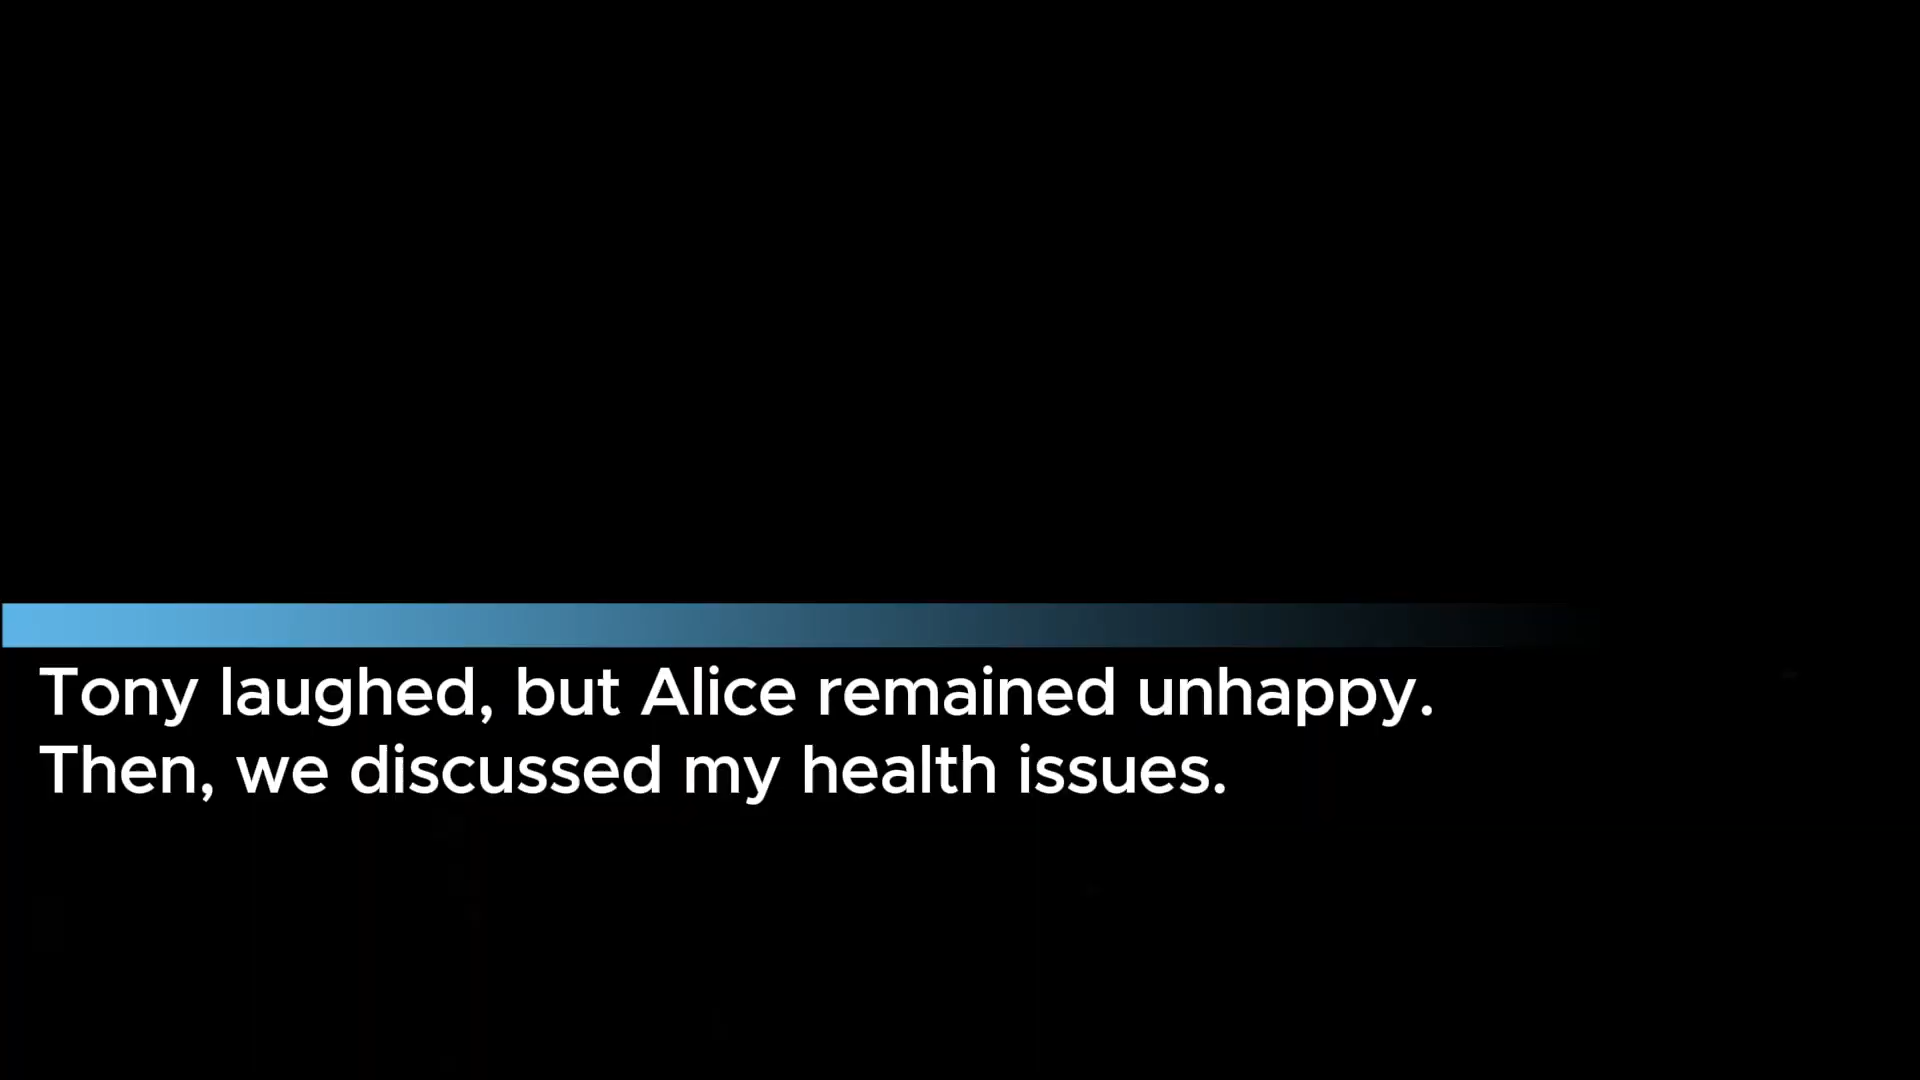 Tony laughed, but Alice remained unhappy.
Then, we discussed my health issues.